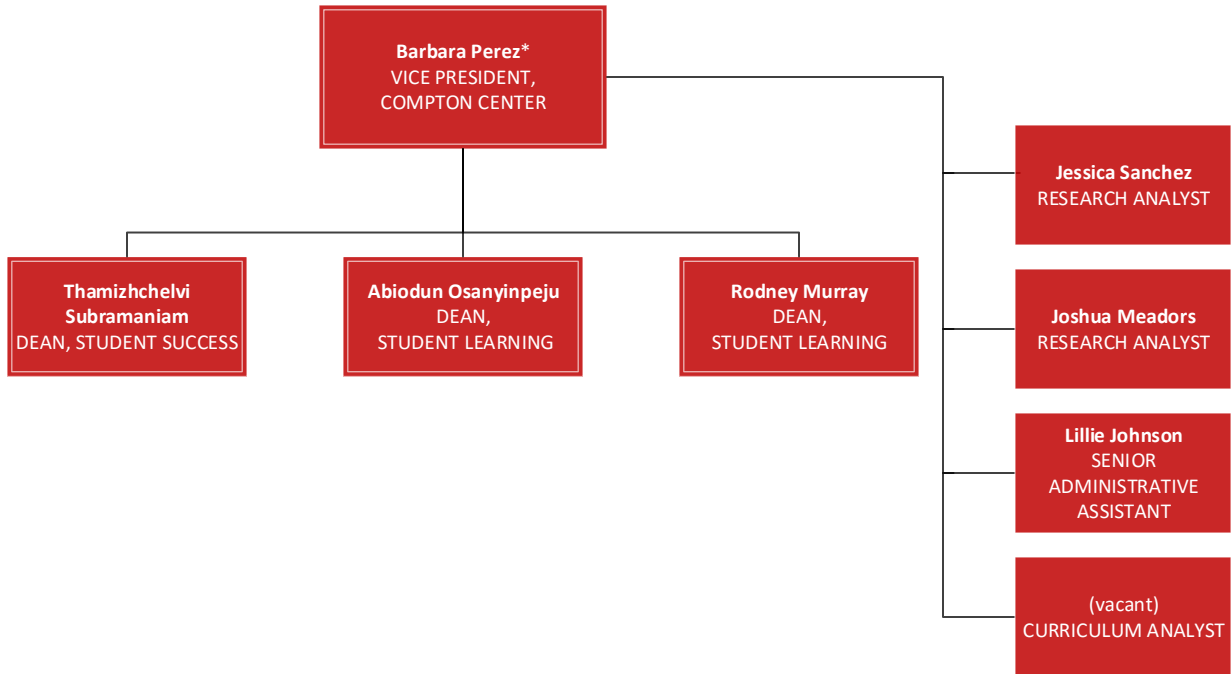 Barbara Perez*
VICE PRESIDENT,
COMPTON CENTER
Jessica Sanchez
RESEARCH ANALYST
Thamizhchelvi
Subramaniam
DEAN, STUDENT SUCCESS
Abiodun Osanyinpeju
DEAN,
STUDENT LEARNING
Rodney Murray
DEAN,
STUDENT LEARNING
Joshua Meadors
RESEARCH ANALYST
Lillie Johnson
SENIOR
ADMINISTRATIVE
ASSISTANT
(vacant)
CURRICULUM ANALYST